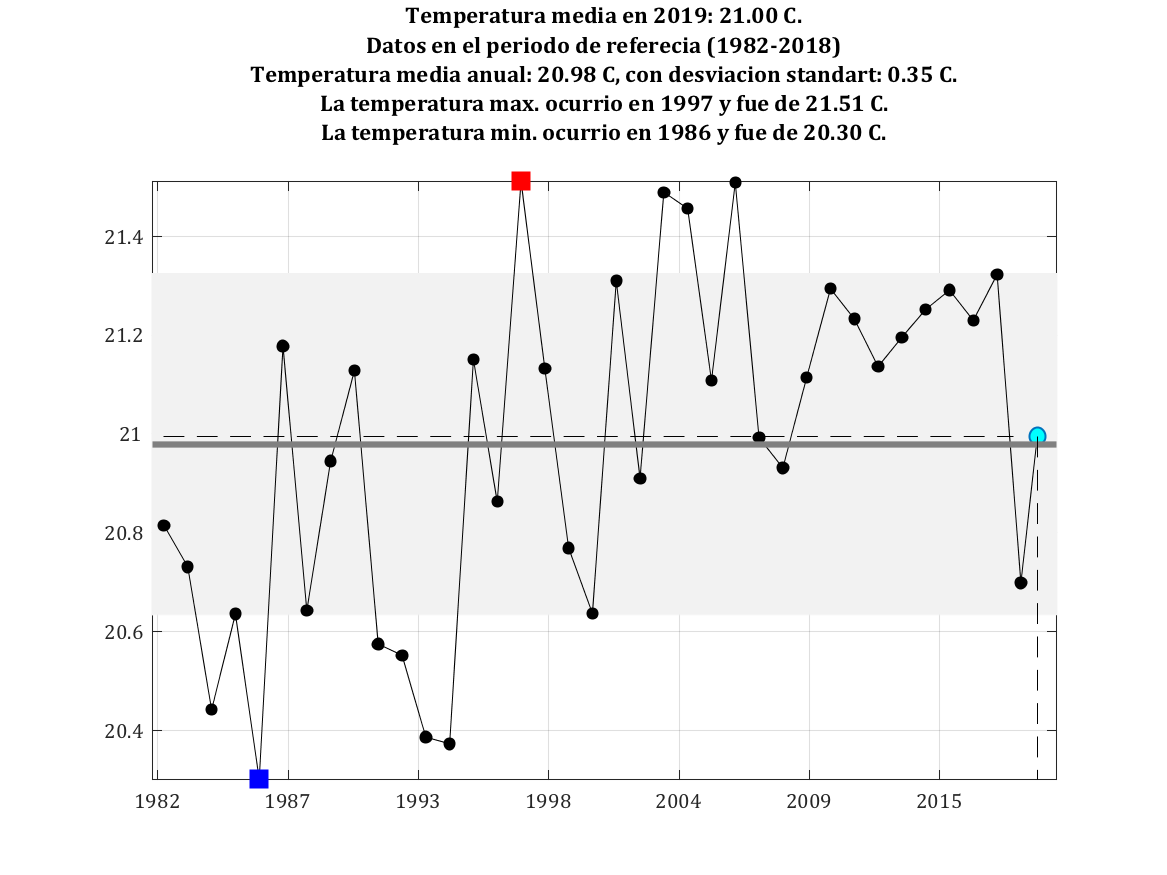 Temperatura media en 2019: 21.00 C.
Datos en el periodo de referecia (1982-2018)
Temperatura media anual: 20.98 C, con desviacion standart: 0.35 C.
La temperatura max. ocurrio en 1997 y fue de 21.51 C.
La temperatura min. ocurrio en 1986 y fue de 20.30 C.
21.4
21.2
21
20.8
20.6
20.4
1982 1987 1993 1998 2004 2009 2015